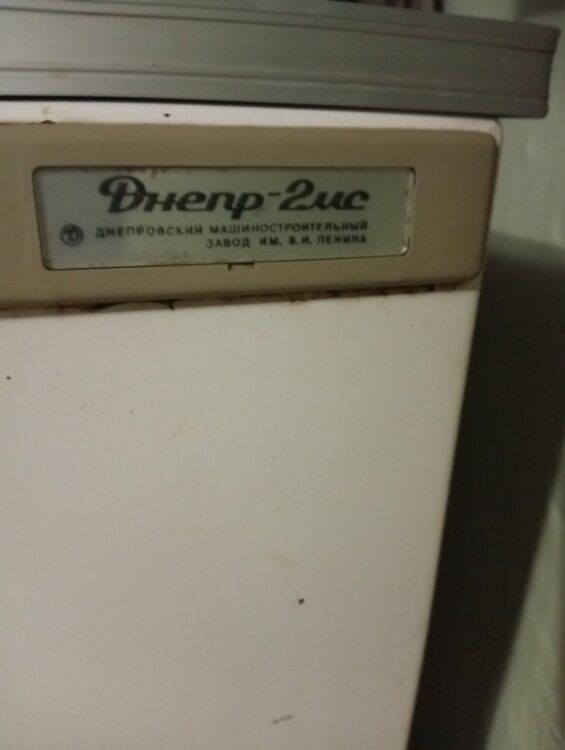 Днепр-2мс
ДНЕПРОВСКИЙ МАШИНОСТРОИТЕЛЬНЫЙ
ЗАВОД ИМ. В.И. ЛЕНИНА